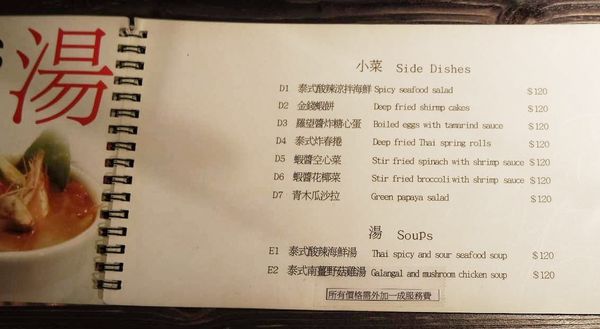 湯
小菜 Side Dishes
D1 泰式酸辣涼拌海鮮 Spicy seafood salad $120
D2 金錢蝦餅 Deep fried shirmp cakes $120
D3 羅望醬炸糖心蛋 Boiled eggs with tamarind sauce $120
D4 泰式炸春捲 Deep fried Thai spring rolls $120
D5 蝦醬空心菜 Stir fried spinach with shrimp sauce $120
D6 蝦醬花椰菜 Stir fried broccoli with shrimp sauce $120
D7 青木瓜沙拉 Green papaya salad $120
湯 Soups
E1 泰式酸辣海鮮湯 Thai spicy and sour seafood soup $120
E2 泰式南薑野菇雞湯 Galangal and mushroom chicken soup $120
所有價格需外加一成服務費